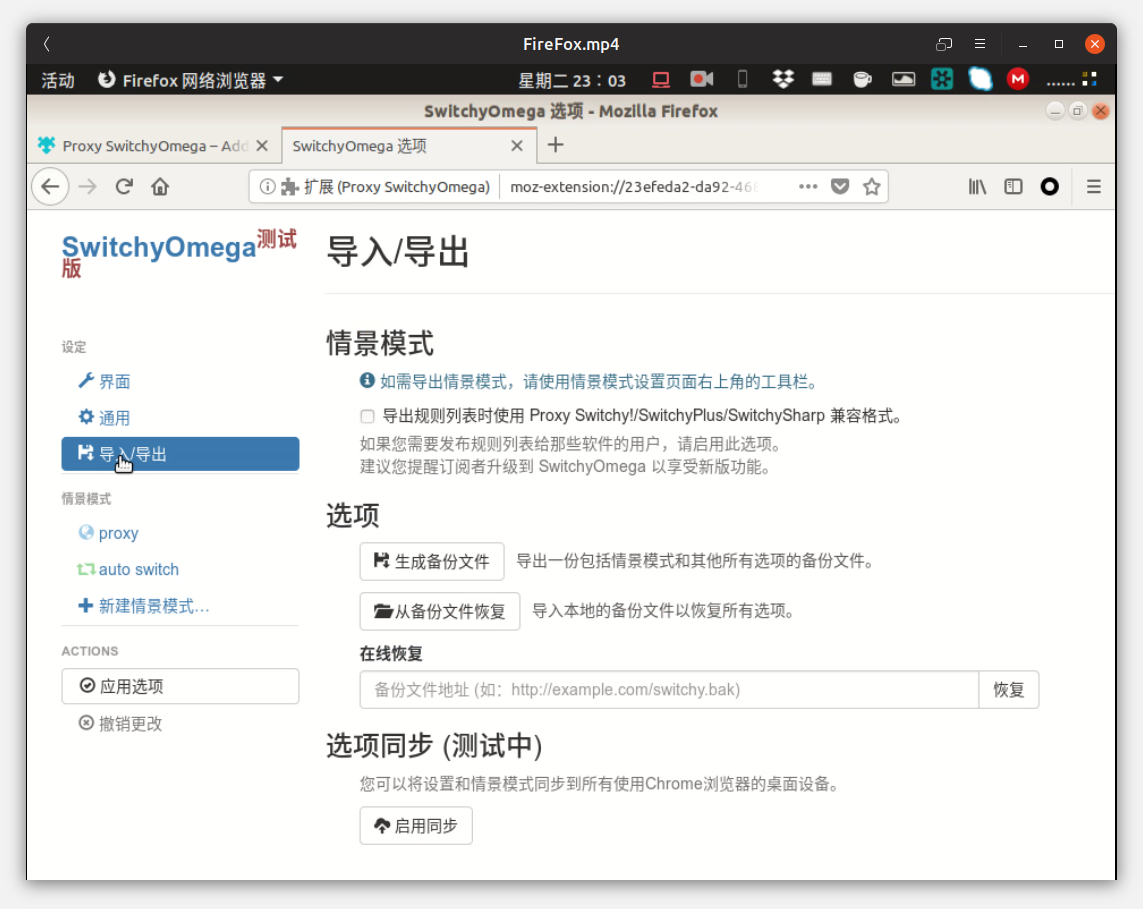 FireFox.mp4
活动 Firefox 网络浏览器 星期二 23：03 ......
SwitchyOmega 选项 - Mozilla Firefox
Proxy SwitchyOmega – Add
SwitchyOmega 选项
扩展 (Proxy SwitchyOmega) moz-extension://23efeda2-da92-468
SwitchyOmega测试
版
导入/导出
设定
界面
通用
导入/导出
情景模式
proxy
auto switch
新建情景模式…
ACTIONS
应用选项
撤销更改
情景模式
如需导出情景模式，请使用情景模式设置页面右上角的工具栏。
导出规则列表时使用 Proxy Switchy!/SwitchyPlus/SwitchySharp 兼容格式。
如果您需要发布规则列表给那些软件的用户，请启用此选项。
建议您提醒订阅者升级到 SwitchyOmega 以享受新版功能。
选项
生成备份文件 导出一份包括情景模式和其他所有选项的备份文件。
从备份文件恢复 导入本地的备份文件以恢复所有选项。
在线恢复
备份文件地址 (如：http://example.com/switchy.bak) 恢复
选项同步 (测试中)
您可以将设置和情景模式同步到所有使用Chrome浏览器的桌面设备。
启用同步